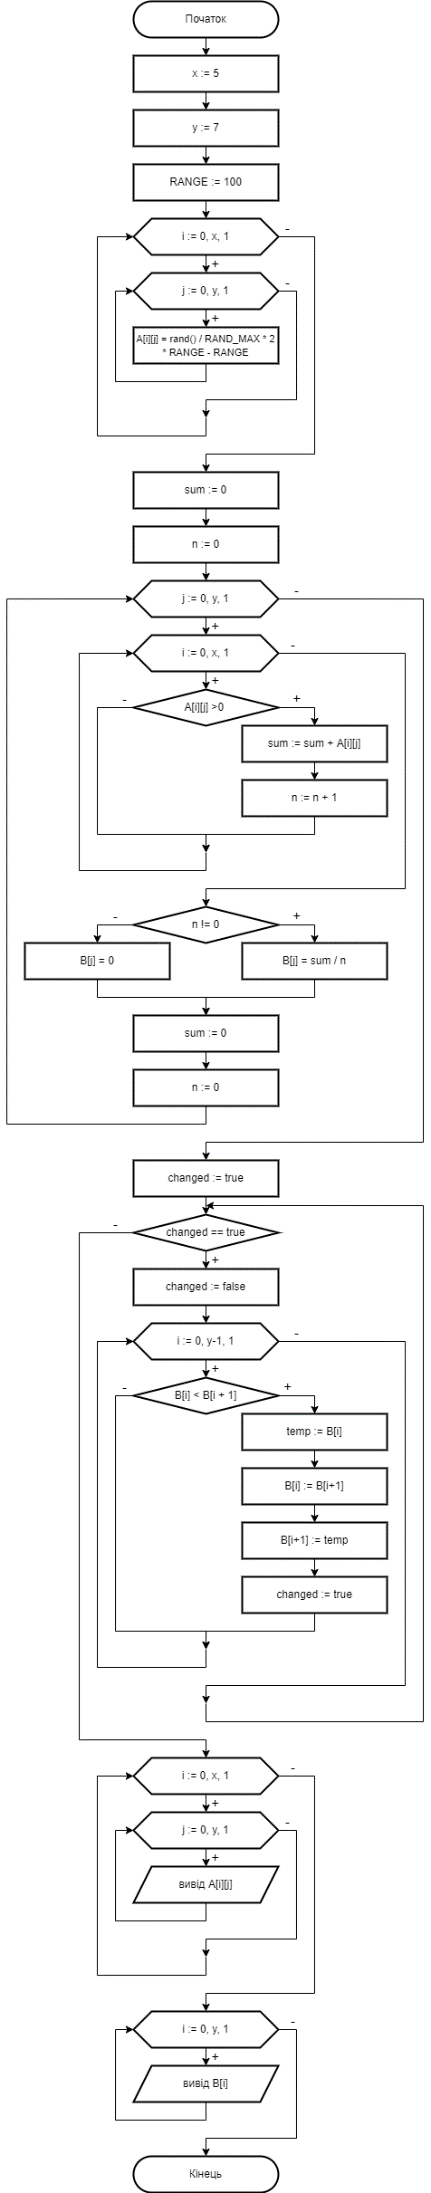 Початок
x := 5
y := 7
RANGE := 100
i := 0, x, 1
-
+
j := 0, y, 1
-
+
A[i][j] = rand() / RAND_MAX * 2
* RANGE - RANGE
sum := 0
n := 0
j := 0, y, 1
-
+
i := 0, x, 1
-
+
-
A[i][j] >0
+
sum := sum + A[i][j]
n := n + 1
-
n != 0
+
B[j] = 0
B[j] = sum / n
sum := 0
n := 0
changed := true
-
changed == true
+
changed := false
i := 0, y-1, 1
-
+
-
B[i] < B[i + 1]
+
temp := B[i]
B[i] := B[i+1]
B[i+1] := temp
changed := true
i := 0, x, 1
-
+
j := 0, y, 1
-
+
вивід A[i][j]
i := 0, y, 1
-
+
вивід B[i]
Кінець